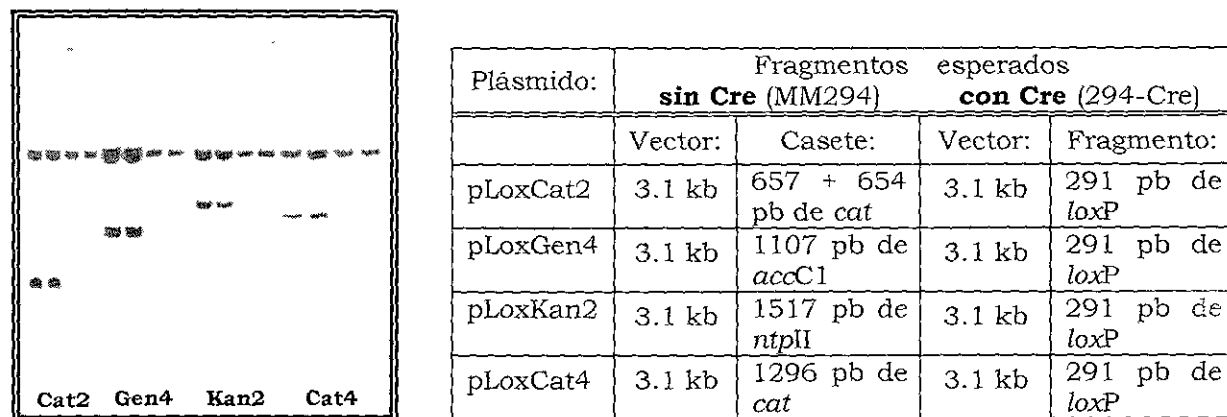 Cat2 Gen4 Kan2 Cat4
Plásmido: Fragmentos esperados
sin Cre (MM294) con Cre (294-Cre)
Vector: Casete: Vector: Fragmento:
pLoxCat2 3.1 kb 657 + 654 3.1 kb 291 pb de
pb de cat loxP
pLoxGen4 3.1 kb 1107 pb de 3.1 kb 291 pb de
accC1 loxP
pLoxKan2 3.1 kb 1517 pb de 3.1 kb 291 pb de
ntpII loxP
pLoxCat4 3.1 kb 1296 pb de 3.1 kb 291 pb de
cat loxP